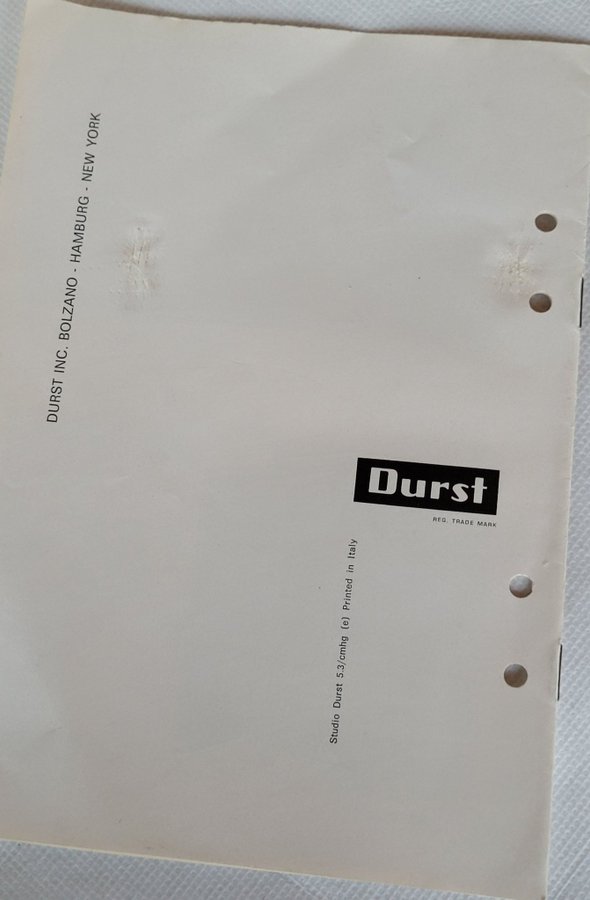 DURST INC. BOLZANO - HAMBURG - NEW YORK
Durst
REG. TRADE MARK
Studio Durst 5.3/cmhg (e) Printed in Italy